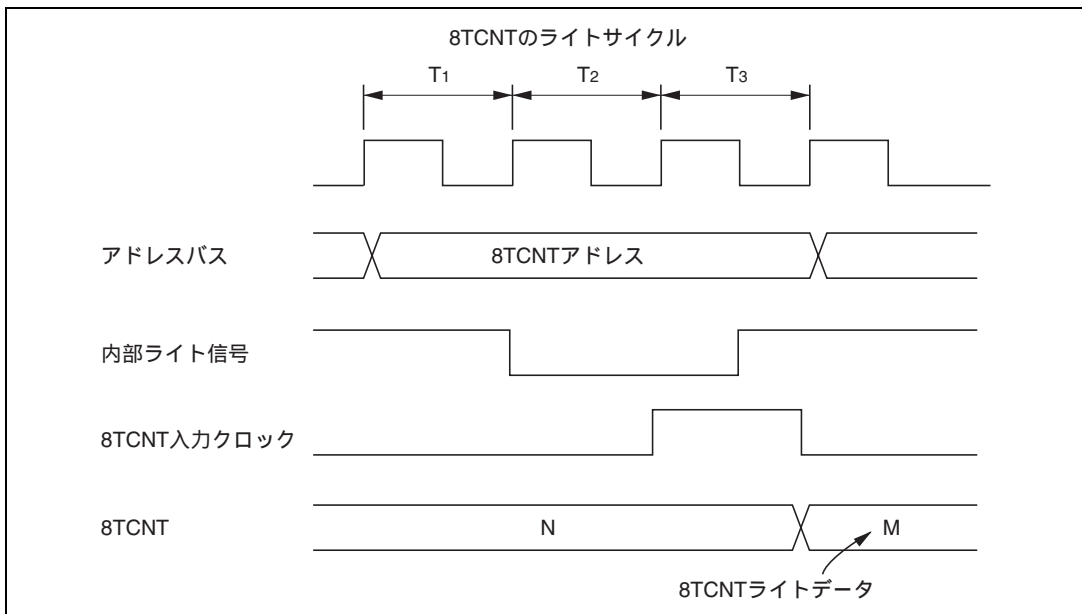 8TCNTのライトサイクル
T1 T2 T3
アドレスバス 8TCNTアドレス
内部ライト信号
8TCNT入力クロック
8TCNT N M
8TCNTライトデータ